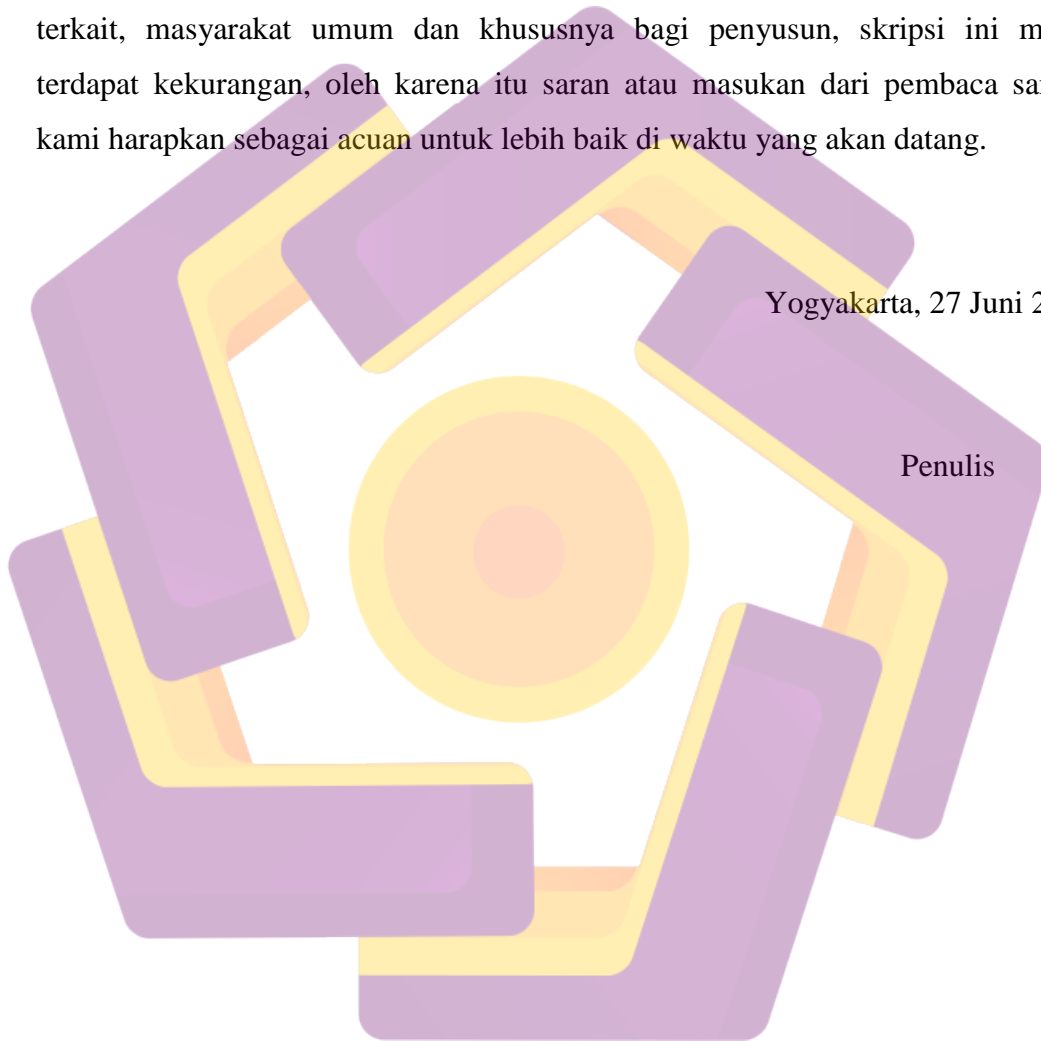 terkait, masyarakat umum dan khususnya bagi penyusun, skripsi ini m
terdapat kekurangan, oleh karena itu saran atau masukan dari pembaca sa
kami harapkan sebagai acuan untuk lebih baik di waktu yang akan datang.
Yogyakarta, 27 Juni 2
Penulis